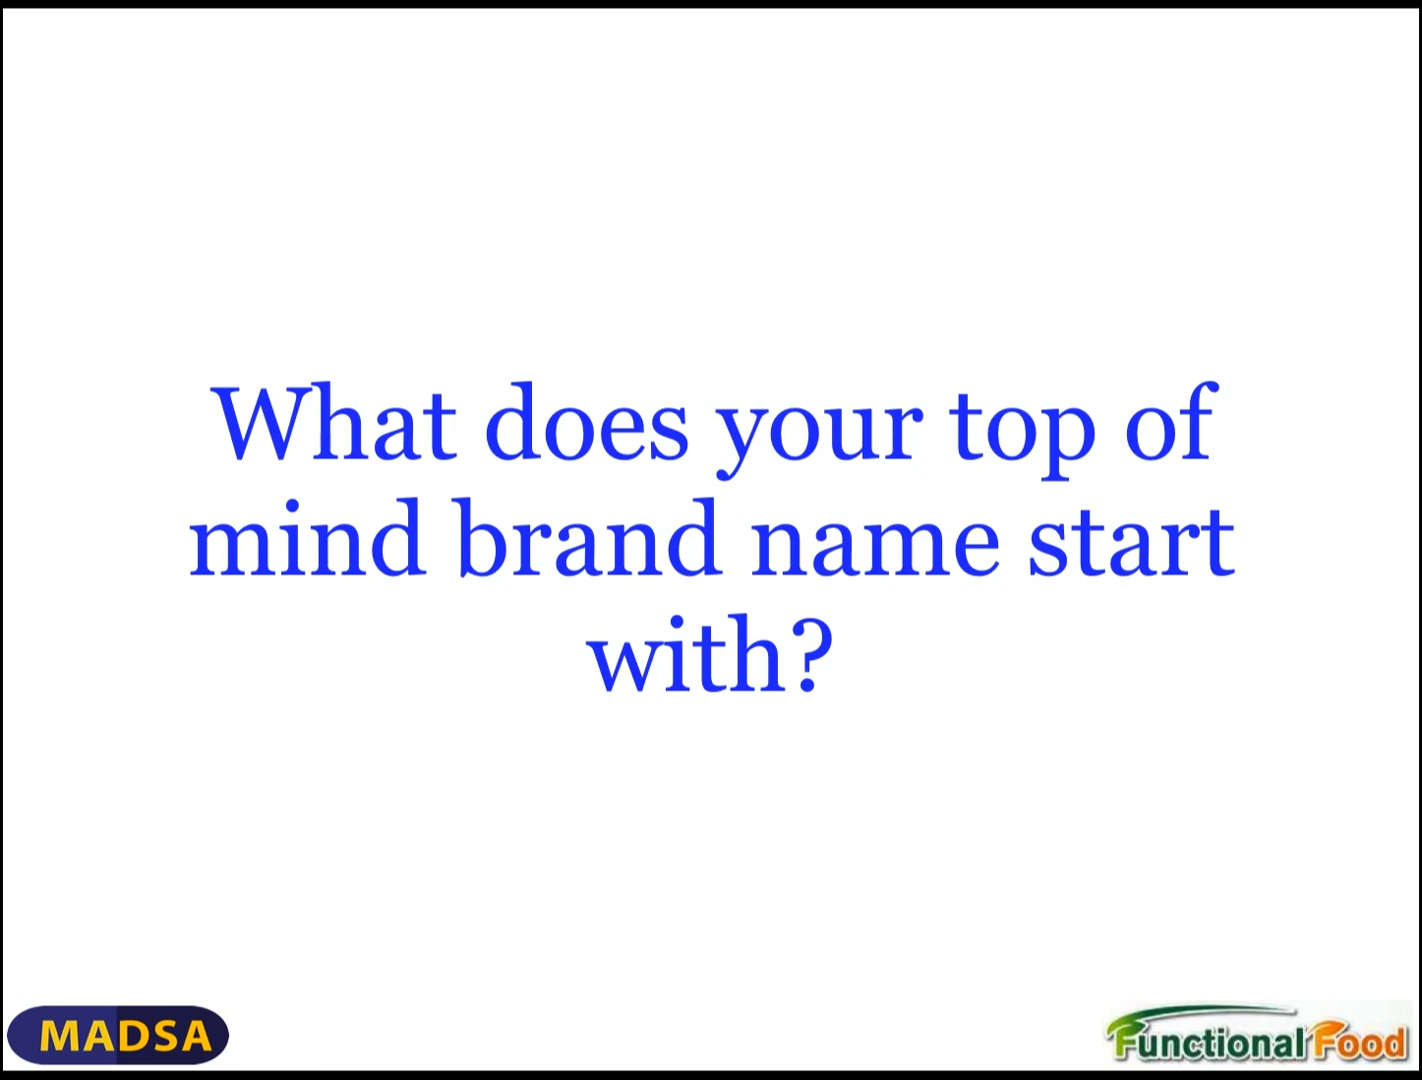 What does your top of
mind brand name start
with?
MADSA
Functional Food